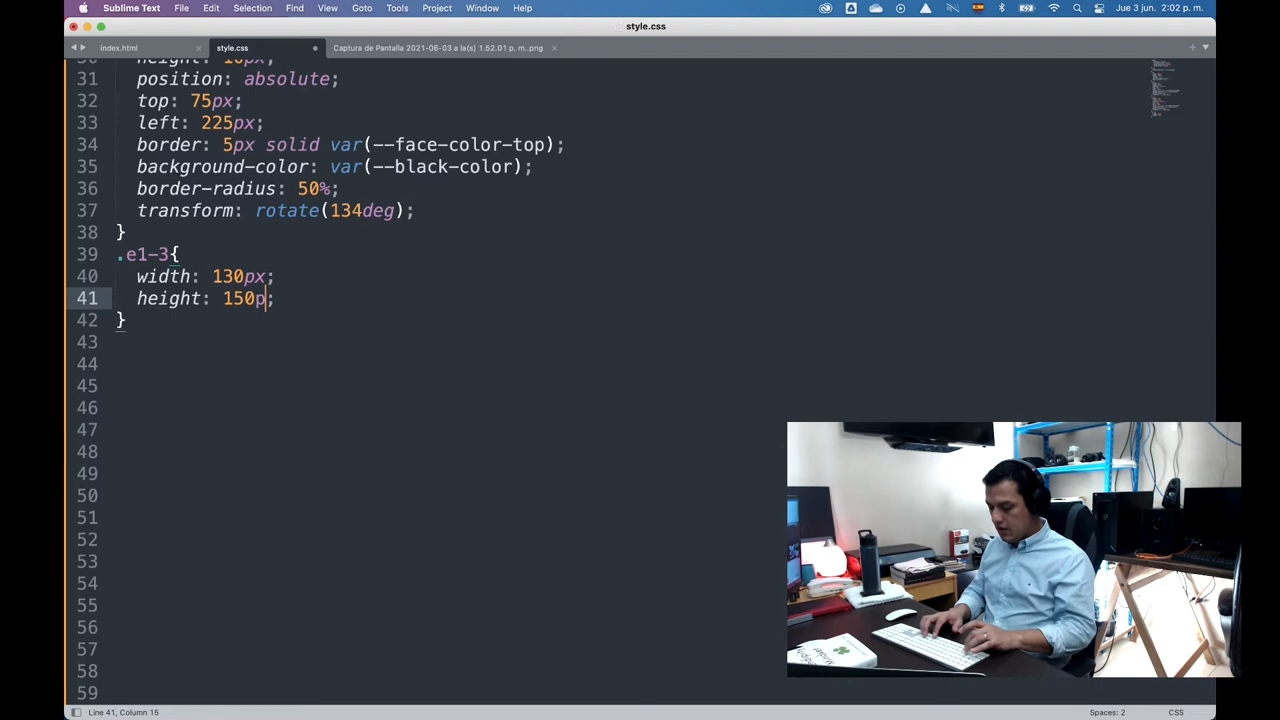 Sublime Text File Edit Selection Find View Goto Tools Project Window Help Jue 3 jun. 2:02 p. m.
style.css
index.html style.css Captura de Pantalla 2021-06-03 a la(s) 1.52.01 p. m..png
30 height: 10px;
31 position: absolute;
32 top: 75px;
33 left: 225px;
34 border: 5px solid var(--face-color-top);
35 background-color: var(--black-color);
36 border-radius: 50%;
37 transform: rotate(134deg);
38 }
39 .e1-3{
40 width: 130px;
41 height: 150p;
42 }
43
44
45
46
47
48
49
50
51
52
53
54
55
56
57
58
59
Line 41, Column 15 Spaces: 2 CSS